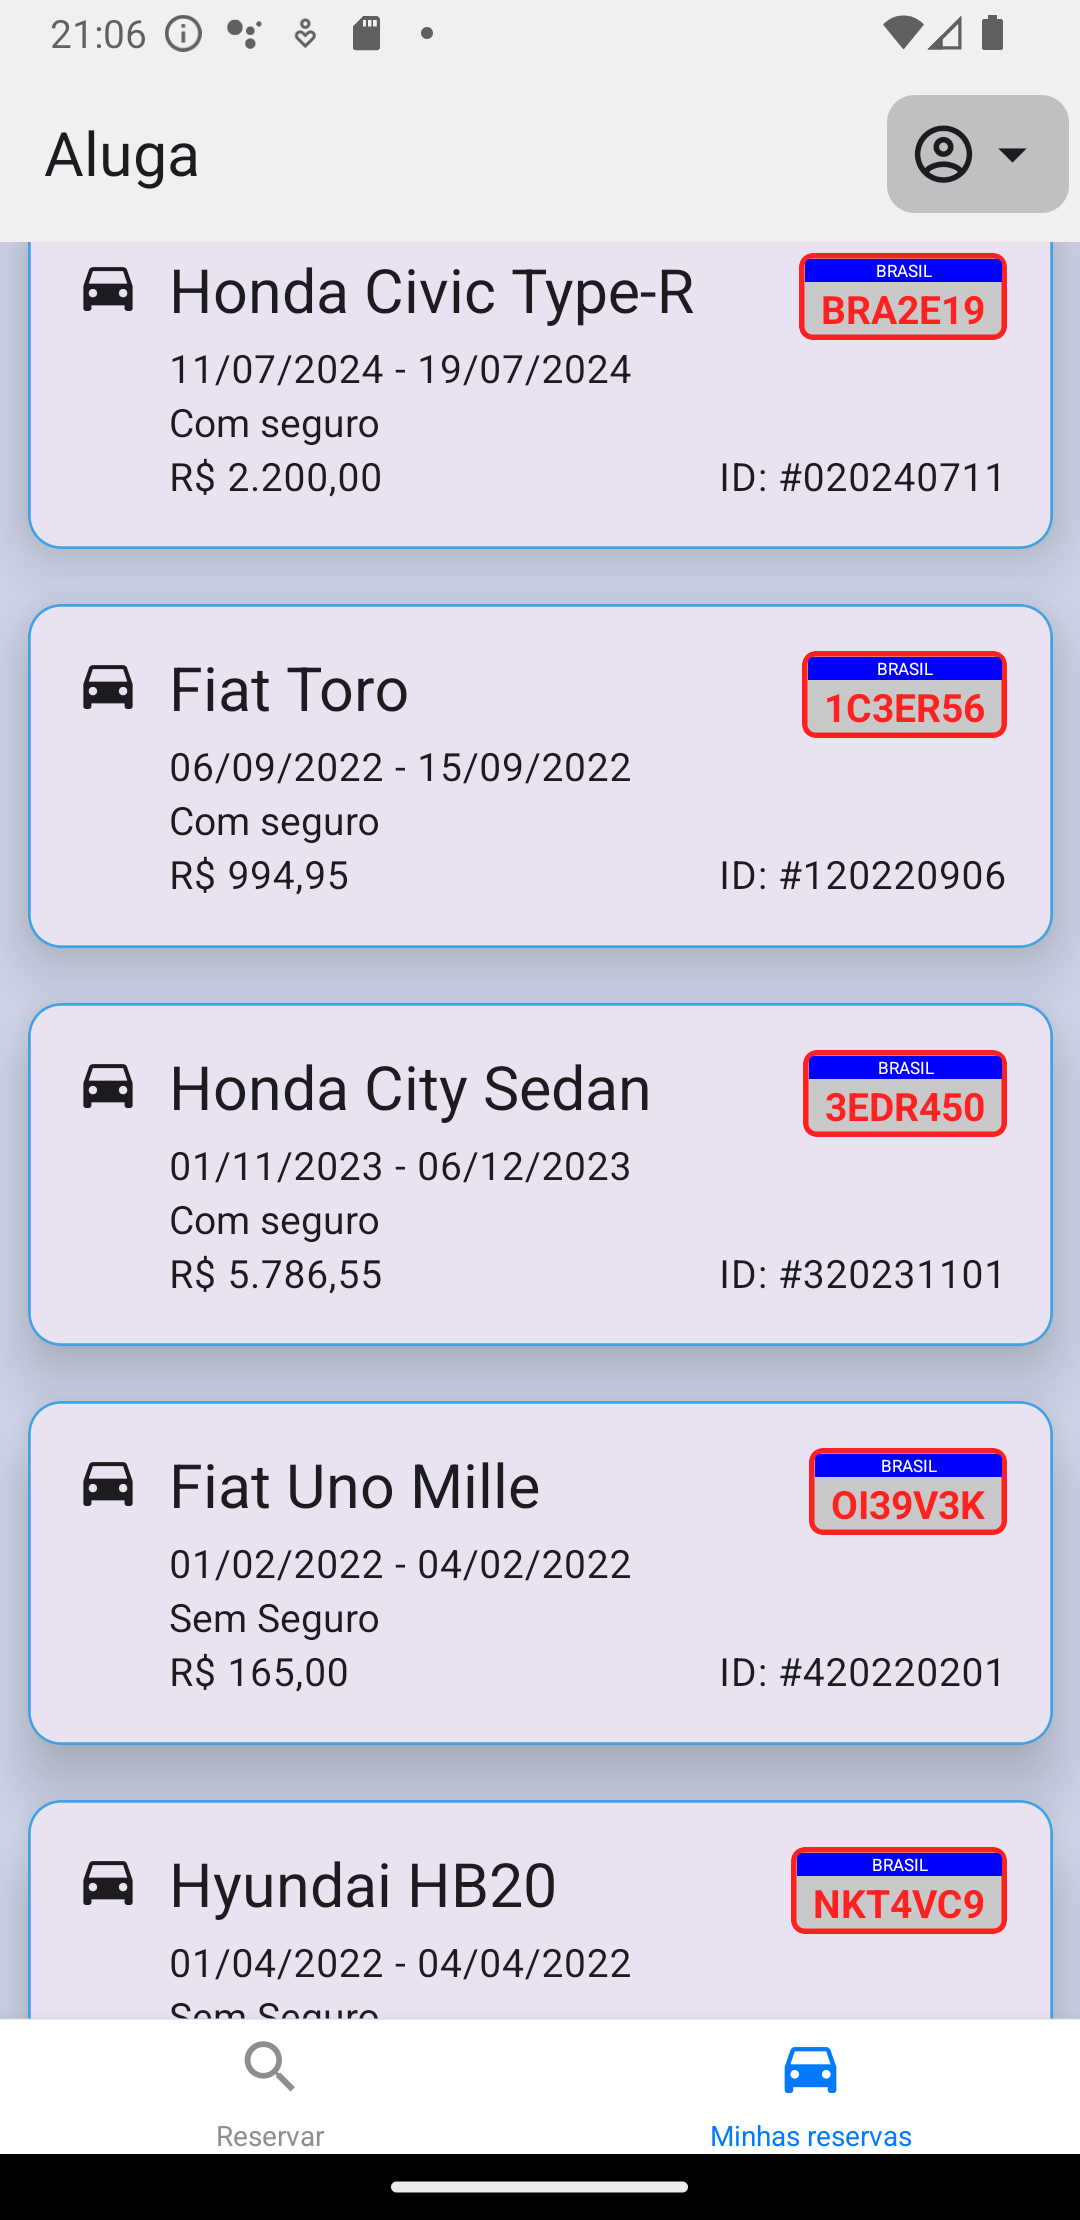 21:06
Aluga
Honda Civic Type-R
BRASIL
BRA2E19
11/07/2024 - 19/07/2024
Com seguro
R$ 2.200,00
ID: #020240711
Fiat Toro
BRASIL
1C3ER56
06/09/2022 - 15/09/2022
Com seguro
R$ 994,95
ID: #120220906
Honda City Sedan
BRASIL
3EDR450
01/11/2023 - 06/12/2023
Com seguro
R$ 5.786,55
ID: #320231101
Fiat Uno Mille
BRASIL
OI39V3K
01/02/2022 - 04/02/2022
Sem Seguro
R$ 165,00
ID: #420220201
Hyundai HB20
BRASIL
NKT4VC9
01/04/2022 - 04/04/2022
Sem Seguro
Reservar
Minhas reservas